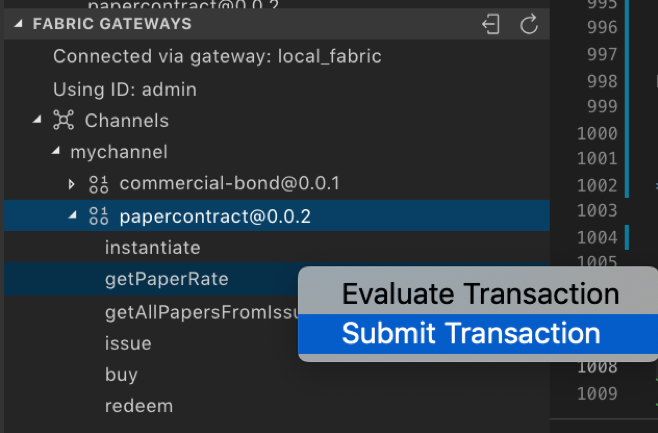 papercontract@0.0.2
FABRIC GATEWAYS
Connected via gateway: local_fabric
Using ID: admin
Channels
mychannel
commercial-bond@0.0.1
papercontract@0.0.2
instantiate
getPaperRate
getAllPapersFromIssu
issue
buy
redeem
Evaluate Transaction
Submit Transaction
995
996
997
998
999
1000
1001
1002
1003
1004
1005
1008
1009